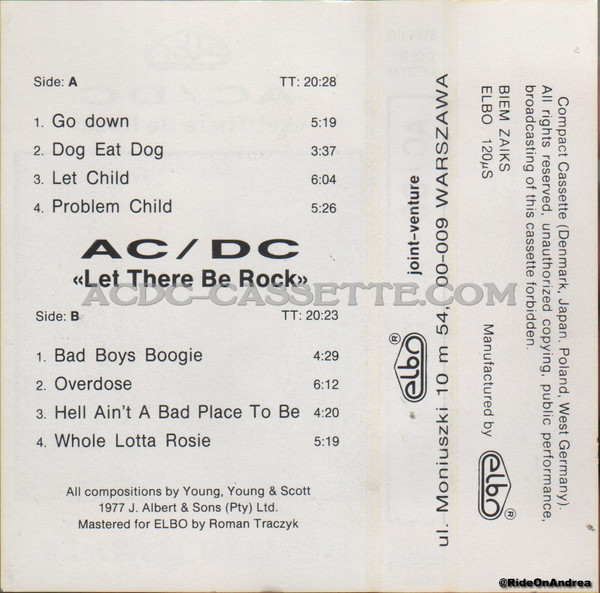 Side: A TT: 20:28
1. Go down 5:19
2. Dog Eat Dog 3:37
3. Let Child 6:04
4. Problem Child 5:26
AC/DC
«Let There Be Rock»
ACDC-CASSETTE.COM
Side: B TT: 20:23
1. Bad Boys Boogie 4:29
2. Overdose 6:12
3. Hell Ain't A Bad Place To Be 4:20
4. Whole Lotta Rosie 5:19
All compositions by Young, Young & Scott
1977 J. Albert & Sons (Pty) Ltd.
Mastered for ELBO by Roman Traczyk
joint-venture
elbo®
ul. Moniuszki 10 m 54, 00-009 WARSZAWA
Compact Cassette (Denmark, Japan, Poland, West Germany).
All rights reserved, unauthorized copying, public performance,
broadcasting of this cassette forbidden.
BIEM ZAIKS
ELBO 120µS
Manufactured by elbo®
@RideOnAndrea